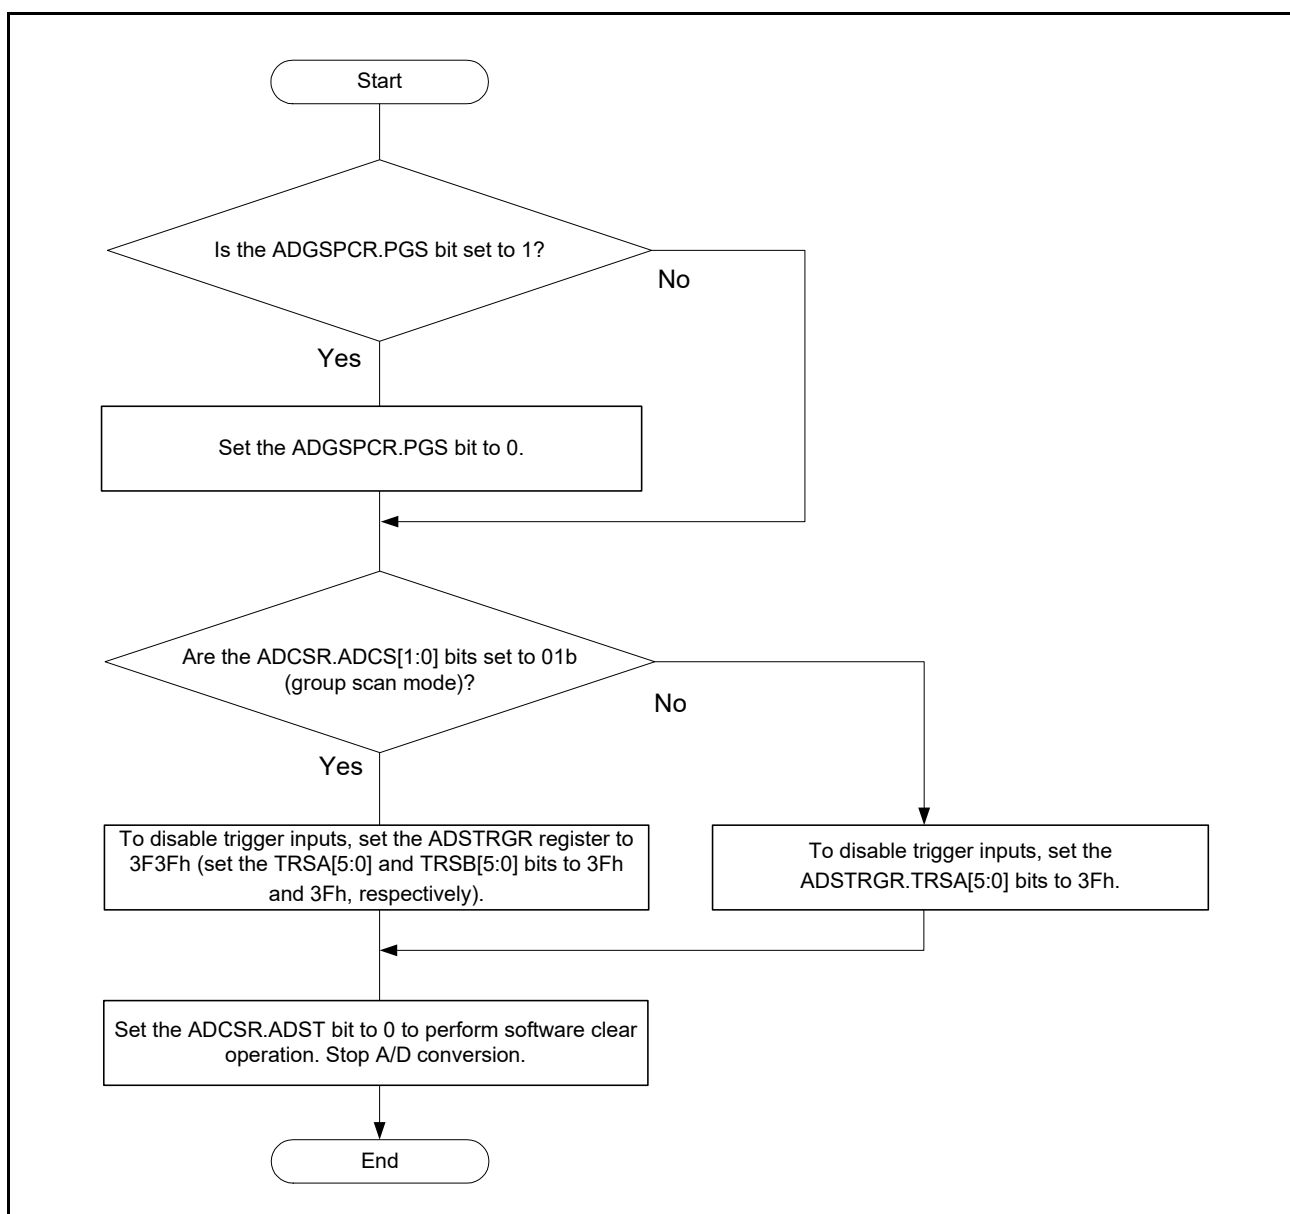 Start
Is the ADGSPCR.PGS bit set to 1?
No
Yes
Set the ADGSPCR.PGS bit to 0.
Are the ADCSR.ADCS[1:0] bits set to 01b
(group scan mode)?
No
Yes
To disable trigger inputs, set the ADSTRGR register to
3F3Fh (set the TRSA[5:0] and TRSB[5:0] bits to 3Fh
and 3Fh, respectively).
To disable trigger inputs, set the
ADSTRGR.TRSA[5:0] bits to 3Fh.
Set the ADCSR.ADST bit to 0 to perform software clear
operation. Stop A/D conversion.
End